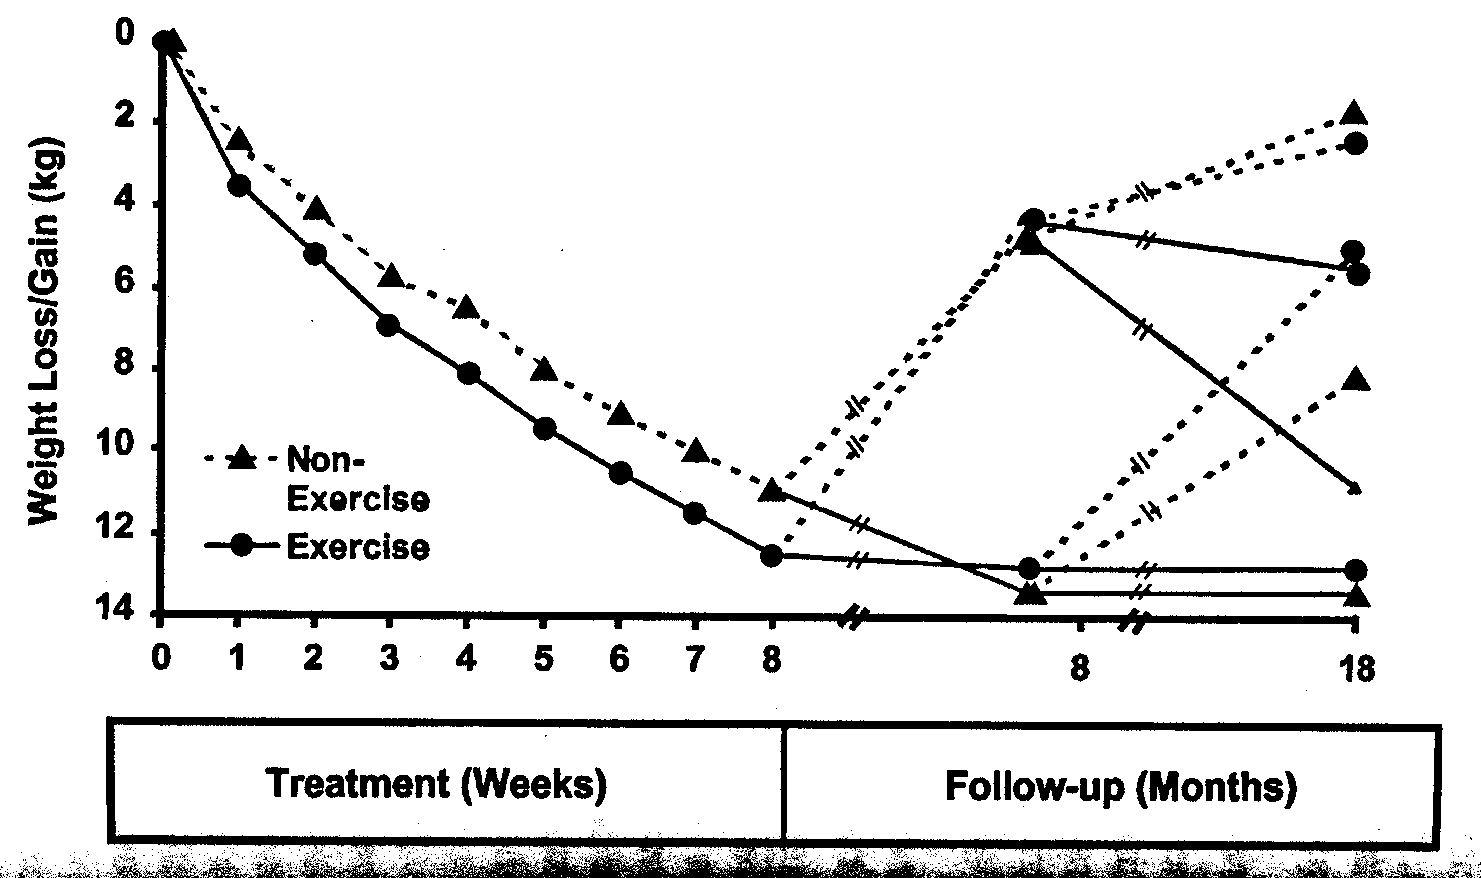 Weight Loss/Gain (kg)
0
2
4
6
8
10
12
14
Non-
Exercise
Exercise
0 1 2 3 4 5 6 7 8 8 18
Treatment (Weeks) Follow-up (Months)